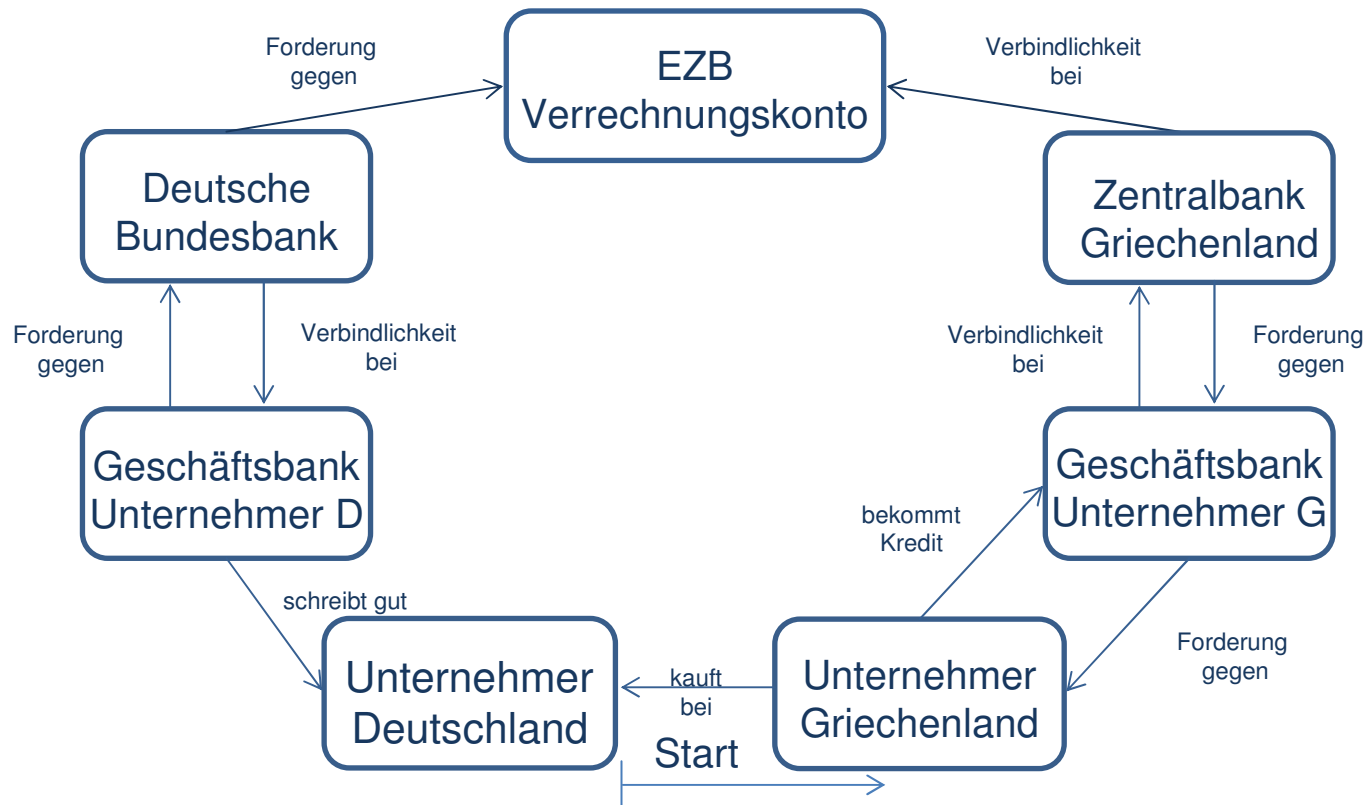 Forderung
gegen
EZB
Verrechnungskonto
Verbindlichkeit
bei
Deutsche
Bundesbank
Zentralbank
Griechenland
Forderung
gegen
Verbindlichkeit
bei
Verbindlichkeit
bei
Forderung
gegen
Geschäftsbank
Unternehmer D
Geschäftsbank
Unternehmer G
bekommt
Kredit
schreibt gut
Unternehmer
Deutschland
kauft
bei
Start
Unternehmer
Griechenland
Forderung
gegen